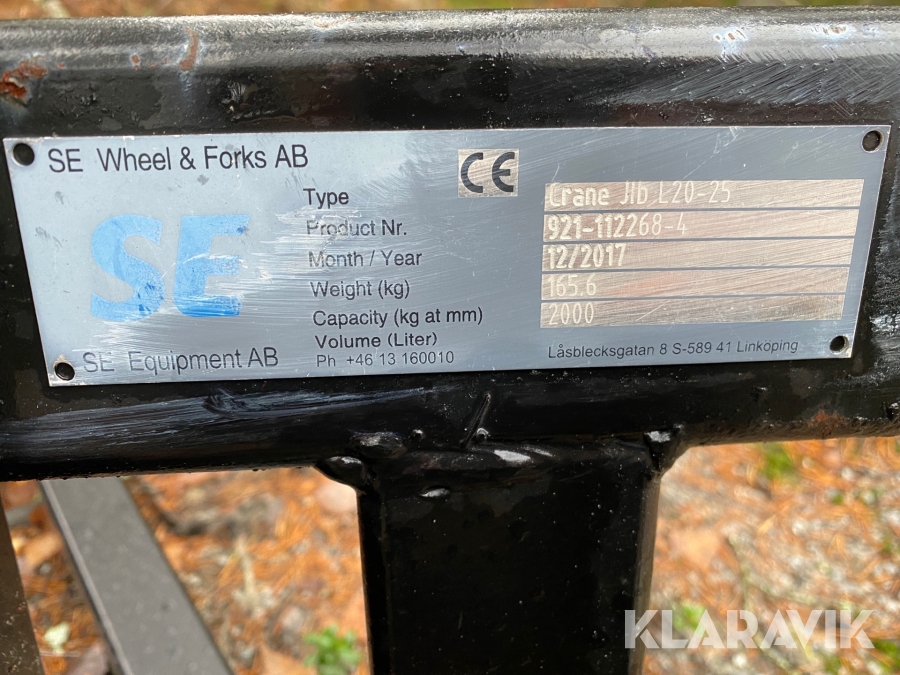 SE Wheel & Forks AB
CE
SE
Type Crane JIb L20-25
Product Nr. 921-112268-4
Month / Year 12/2017
Weight (kg) 165.6
Capacity (kg at mm) 2000
Volume (Liter)
SE Equipment AB
Ph +46 13 160010
Låsblecksgatan 8 S-589 41 Linköping
KLARAVIK